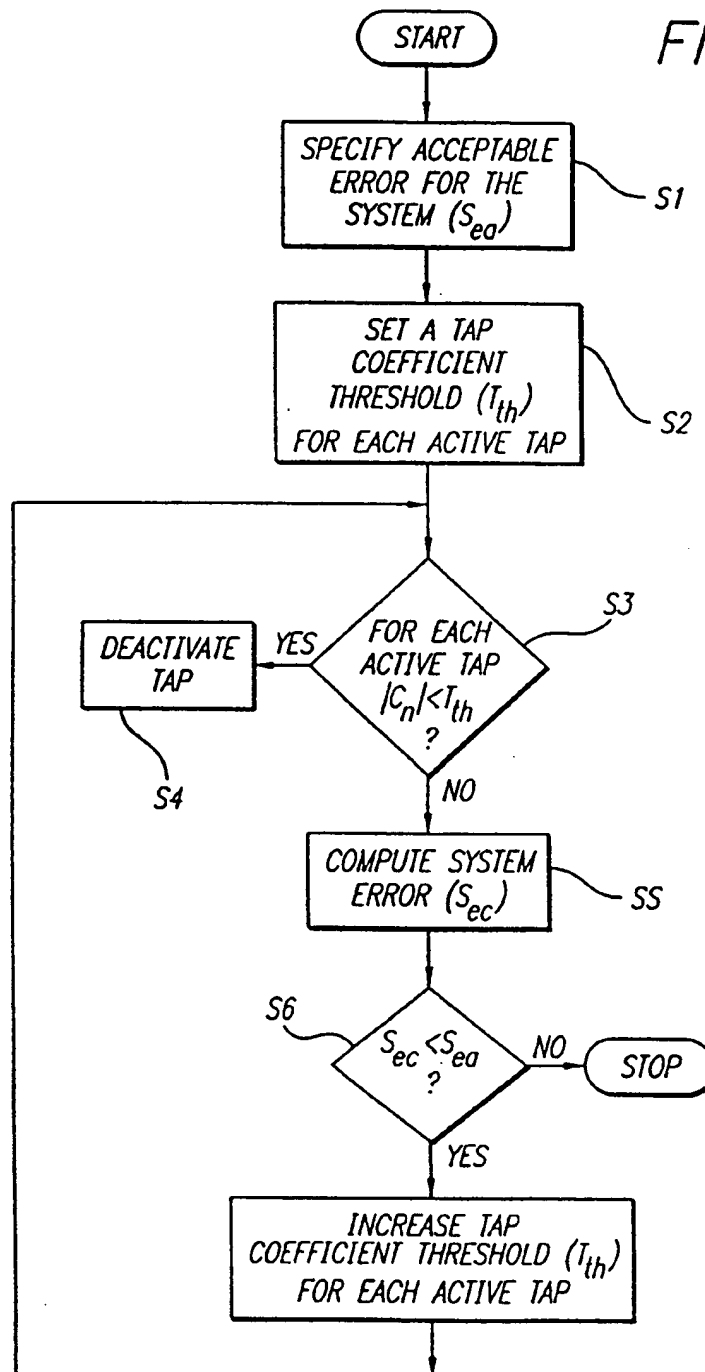 START
FI
SPECIFY ACCEPTABLE
ERROR FOR THE
SYSTEM (S_ea)
S1
SET A TAP
COEFFICIENT
THRESHOLD (T_th)
FOR EACH ACTIVE TAP
S2
S3
FOR EACH
ACTIVE TAP
|C_n|<T_th
?
YES
DEACTIVATE
TAP
S4
NO
COMPUTE SYSTEM
ERROR (S_ec)
SS
S6
S_ec<S_ea
?
NO
STOP
YES
INCREASE TAP
COEFFICIENT THRESHOLD (T_th)
FOR EACH ACTIVE TAP